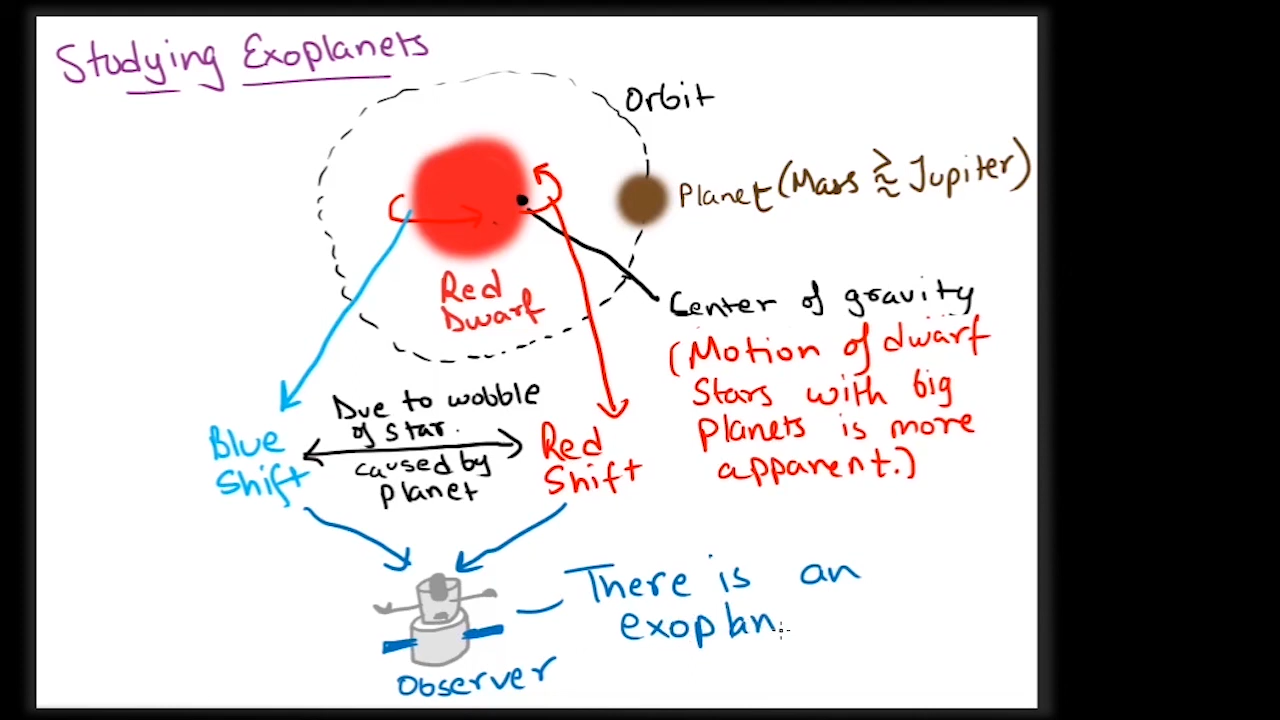 Studying Exoplanets
Orbit
Planet (Mass ⪆ Jupiter)
Red
Dwarf
Center of gravity
(Motion of dwarf
Stars with big
Planets is more
apparent.)
Due to wobble
of star.
caused by
planet
Blue
Shift
Red
Shift
There is an
exoplan
Observer